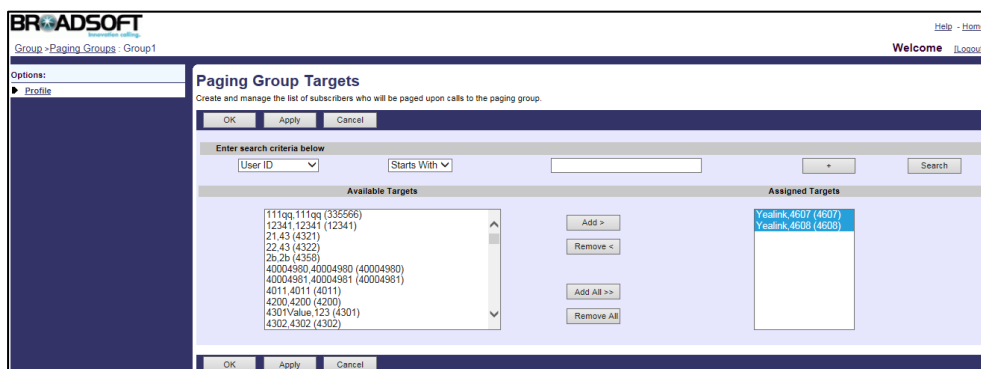 BROADSOFT
Innovation calling.
Help - Home
Group >Paging Groups : Group1
Welcome [Logout
Options:
Profile
Paging Group Targets
Create and manage the list of subscribers who will be paged upon calls to the paging group.
OK Apply Cancel
Enter search criteria below
User ID Starts With + Search
Available Targets Assigned Targets
111qq,111qq (335566)
12341,12341 (12341)
21,43 (4321)
22,43 (4322)
2b,2b (4358)
40004980,40004980 (40004980)
40004981,40004981 (40004981)
4011,4011 (4011)
4200,4200 (4200)
4301Value,123 (4301)
4302,4302 (4302)
Add >
Remove <
Add All >>
Remove All
Yealink,4607 (4607)
Yealink,4608 (4608)
OK Apply Cancel